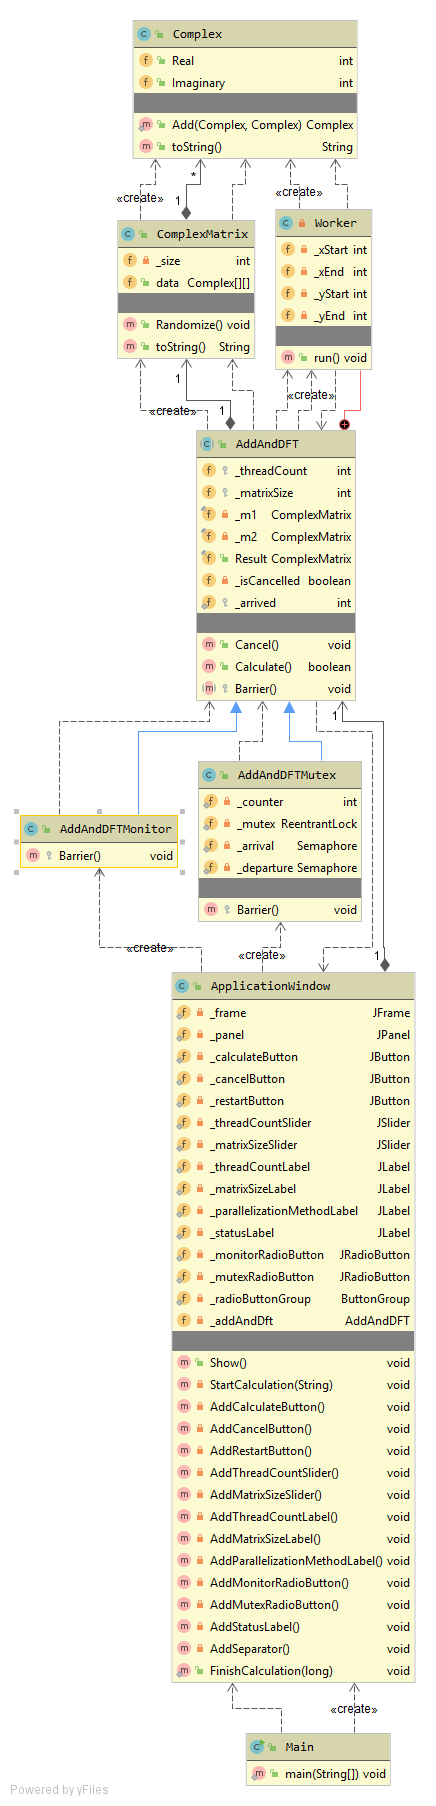 Complex
Real int
Imaginary int
Add(Complex, Complex) Complex
toString() String
«create»
*
«create»
1
Worker
_xStart int
_xEnd int
_yStart int
_yEnd int
run() void
ComplexMatrix
_size int
data Complex[][]
Randomize() void
toString() String
1
«create»
«create»
1
AddAndDFT
_threadCount int
_matrixSize int
_m1 ComplexMatrix
_m2 ComplexMatrix
Result ComplexMatrix
_isCancelled boolean
_arrived int
Cancel() void
Calculate() boolean
Barrier() void
1
AddAndDFTMutex
_counter int
_mutex ReentrantLock
_arrival Semaphore
_departure Semaphore
Barrier() void
AddAndDFTMonitor
Barrier() void
«create»
«create»
1
ApplicationWindow
_frame JFrame
_panel JPanel
_calculateButton JButton
_cancelButton JButton
_restartButton JButton
_threadCountSlider JSlider
_matrixSizeSlider JSlider
_threadCountLabel JLabel
_matrixSizeLabel JLabel
_parallelizationMethodLabel JLabel
_statusLabel JLabel
_monitorRadioButton JRadioButton
_mutexRadioButton JRadioButton
_radioButtonGroup ButtonGroup
_addAndDft AddAndDFT
Show() void
StartCalculation(String) void
AddCalculateButton() void
AddCancelButton() void
AddRestartButton() void
AddThreadCountSlider() void
AddMatrixSizeSlider() void
AddThreadCountLabel() void
AddMatrixSizeLabel() void
AddParallelizationMethodLabel() void
AddMonitorRadioButton() void
AddMutexRadioButton() void
AddStatusLabel() void
AddSeparator() void
FinishCalculation(long) void
«create»
Main
main(String[]) void
Powered by yFiles